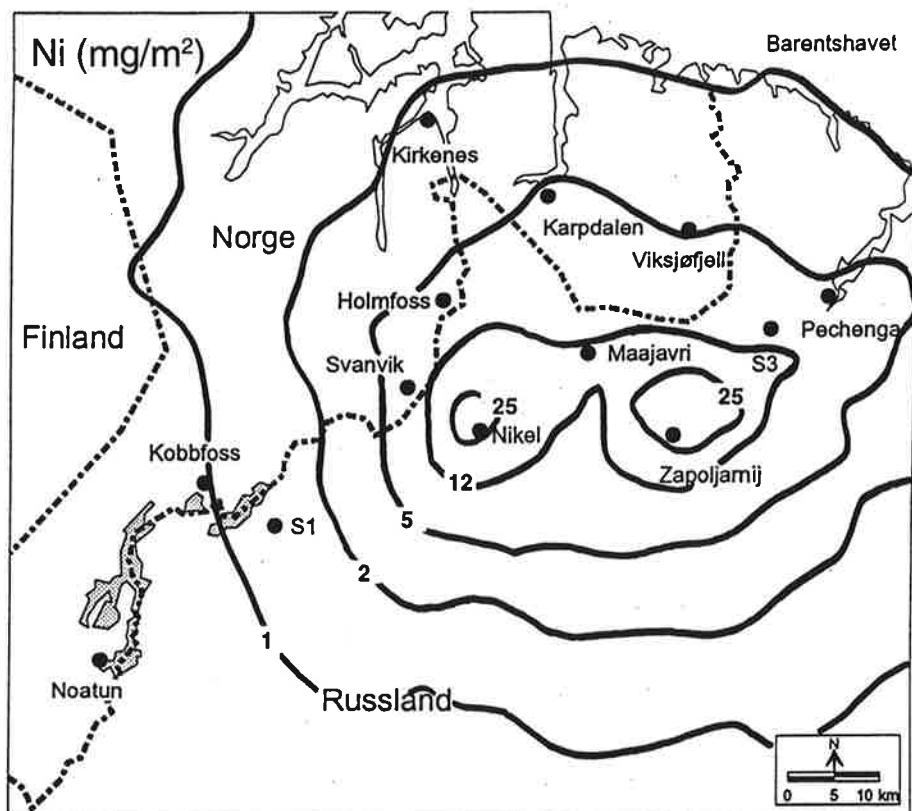 Ni (mg/m²)
Barentshavet
Kirkenes
Karpdalen
Norge
Viksjøfjell
Holmfoss
Pechenga
Finland
Maajavri
S3
Svanvik
25
25
Nikel
Zapoljarnij
Kobbfoss
12
5
S1
2
1
Noatun
Russland
N
0 5 10 km